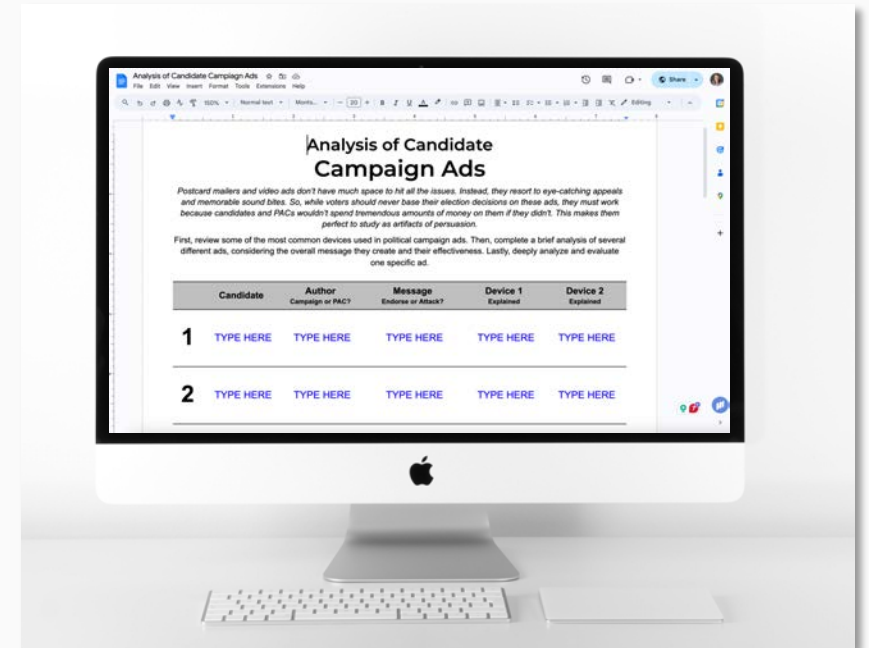 Analysis of Candidate Campiagn Ads
File Edit View Insert Format Tools Extensions Help
Share
150% Normal text Monts... 20 B I U A Editing
Analysis of Candidate
Campaign Ads
Postcard mailers and video ads don't have much space to hit all the issues. Instead, they resort to eye-catching appeals
and memorable sound bites. So, while voters should never base their election decisions on these ads, they must work
because candidates and PACs wouldn't spend tremendous amounts of money on them if they didn't. This makes them
perfect to study as artifacts of persuasion.
First, review some of the most common devices used in political campaign ads. Then, complete a brief analysis of several
different ads, considering the overall message they create and their effectiveness. Lastly, deeply analyze and evaluate
one specific ad.
Candidate Author Message Device 1 Device 2
Campaign or PAC? Endorse or Attack? Explained Explained
1 TYPE HERE TYPE HERE TYPE HERE TYPE HERE TYPE HERE
2 TYPE HERE TYPE HERE TYPE HERE TYPE HERE TYPE HERE